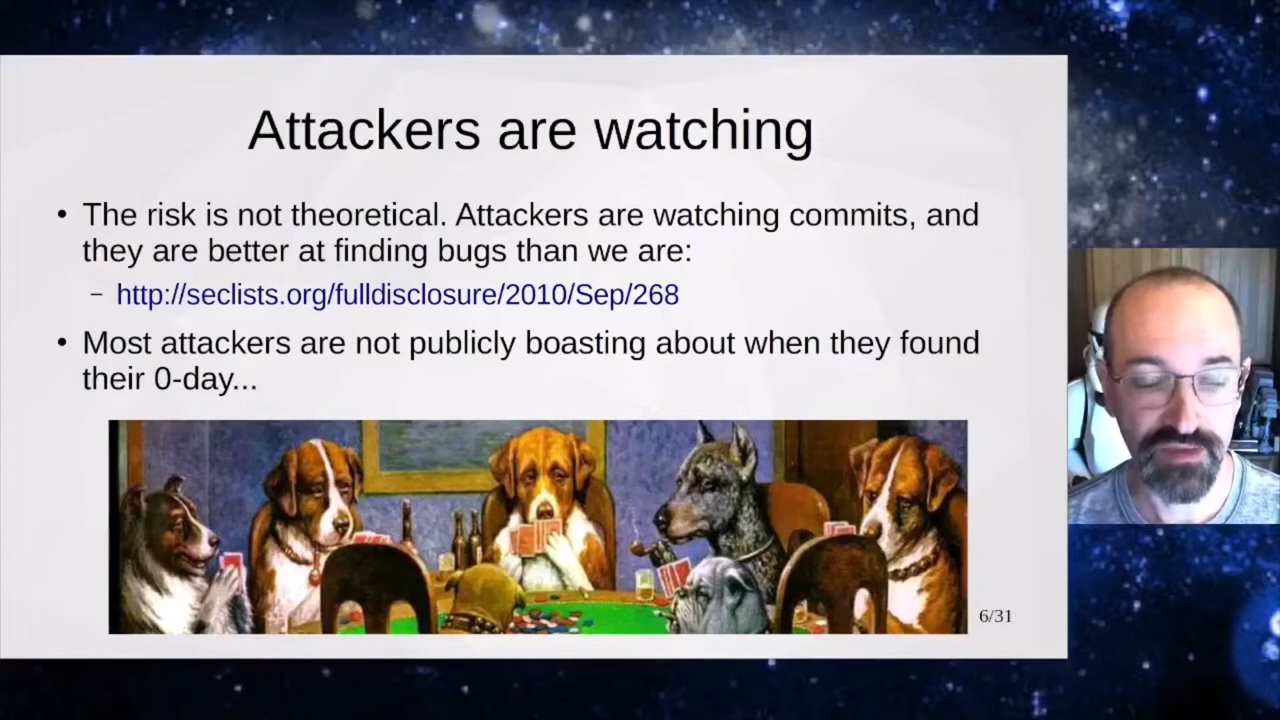 Attackers are watching
• The risk is not theoretical. Attackers are watching commits, and
they are better at finding bugs than we are:
– http://seclists.org/fulldisclosure/2010/Sep/268
• Most attackers are not publicly boasting about when they found
their 0-day...
6/31